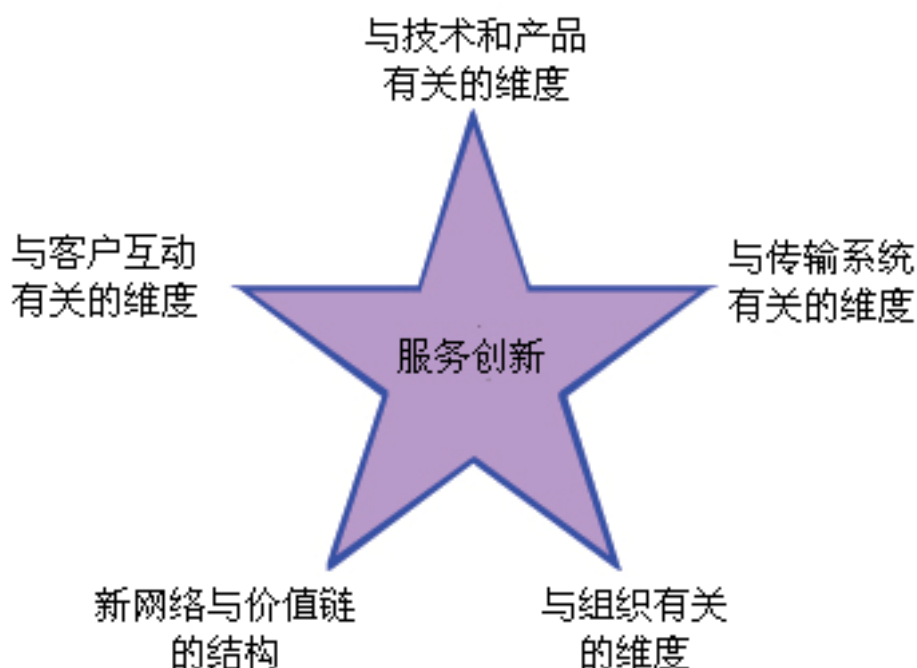 与技术和产品
有关的维度
与客户互动
有关的维度
与传输系统
有关的维度
服务创新
新网络与价值链
的结构
与组织有关
的维度